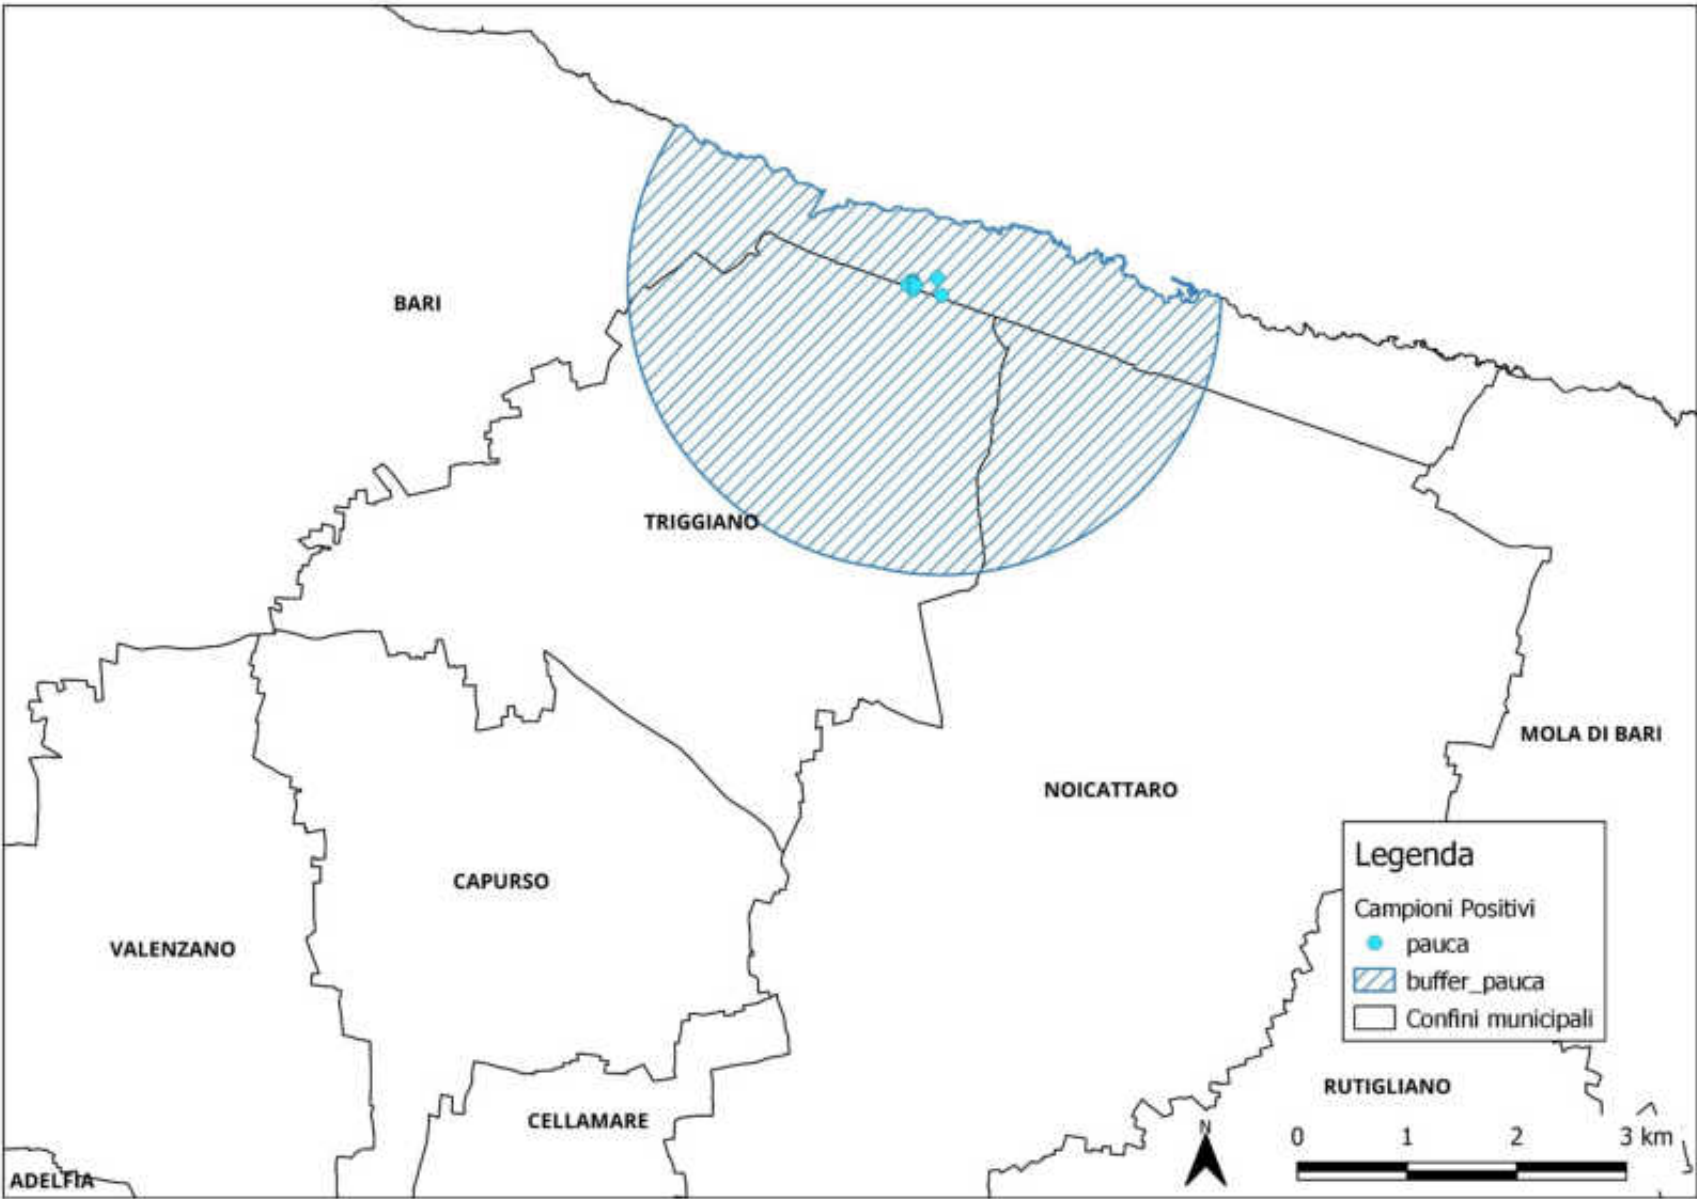 BARI
TRIGGIANO
MOLA DI BARI
NOICATTARO
CAPURSO
VALENZANO
Legenda
Campioni Positivi
pauca
buffer_pauca
Confini municipali
RUTIGLIANO
CELLAMARE
N
0 1 2 3 km
ADELFIA